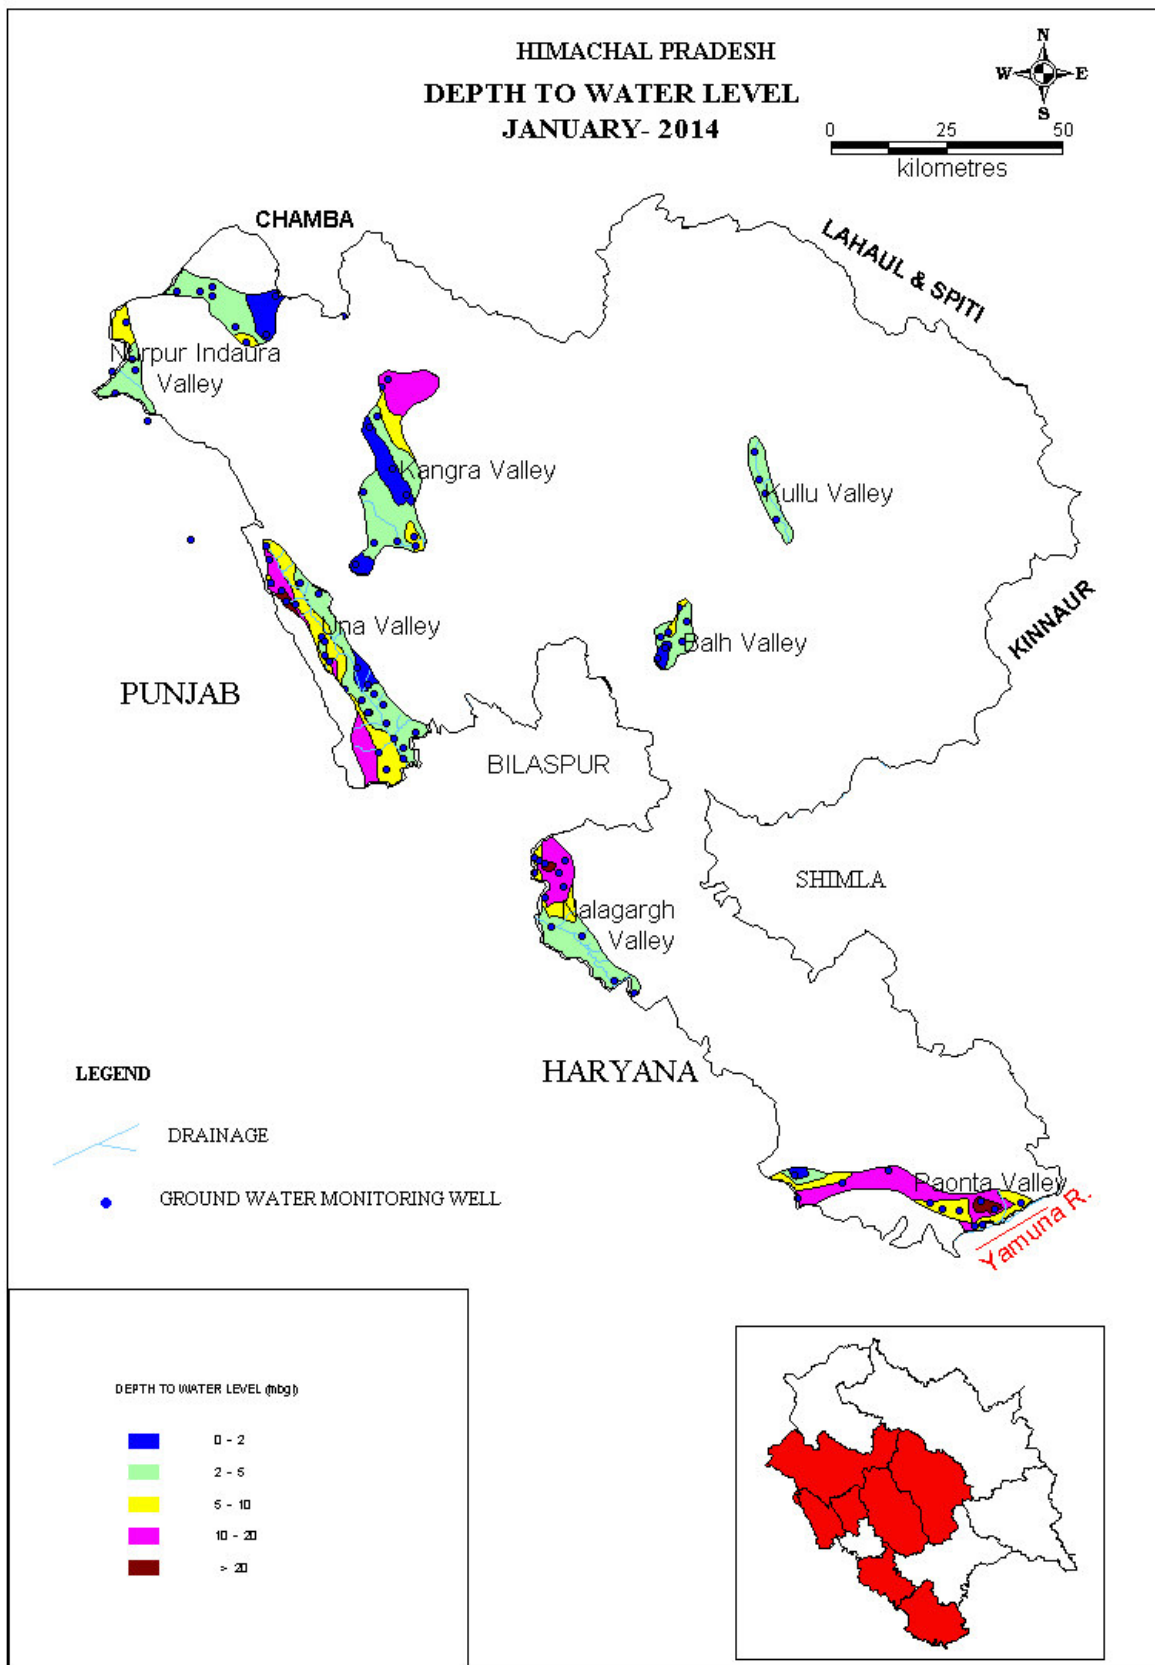 HIMACHAL PRADESH
DEPTH TO WATER LEVEL
JANUARY- 2014
N
W E
S
0 25 50
kilometres
CHAMBA
LAHAUL & SPITI
Nurpur Indaura
Valley
Kangra Valley
Kullu Valley
KINNAUR
Una Valley
Balh Valley
PUNJAB
BILASPUR
SHIMLA
Nalagargh
Valley
HARYANA
Paonta Valley
Yamuna R.
LEGEND
DRAINAGE
GROUND WATER MONITORING WELL
DEPTH TO WATER LEVEL (mbgl)
0 - 2
2 - 5
5 - 10
10 - 20
> 20